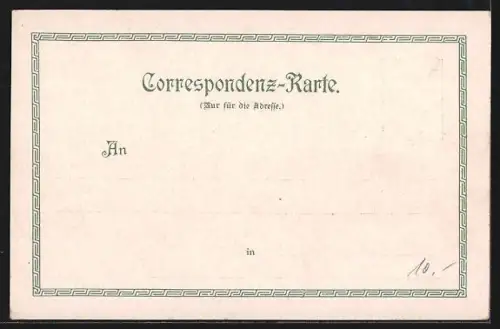 Correspondenz-Karte.
(Nur für die Adresse.)
An
in
10.-